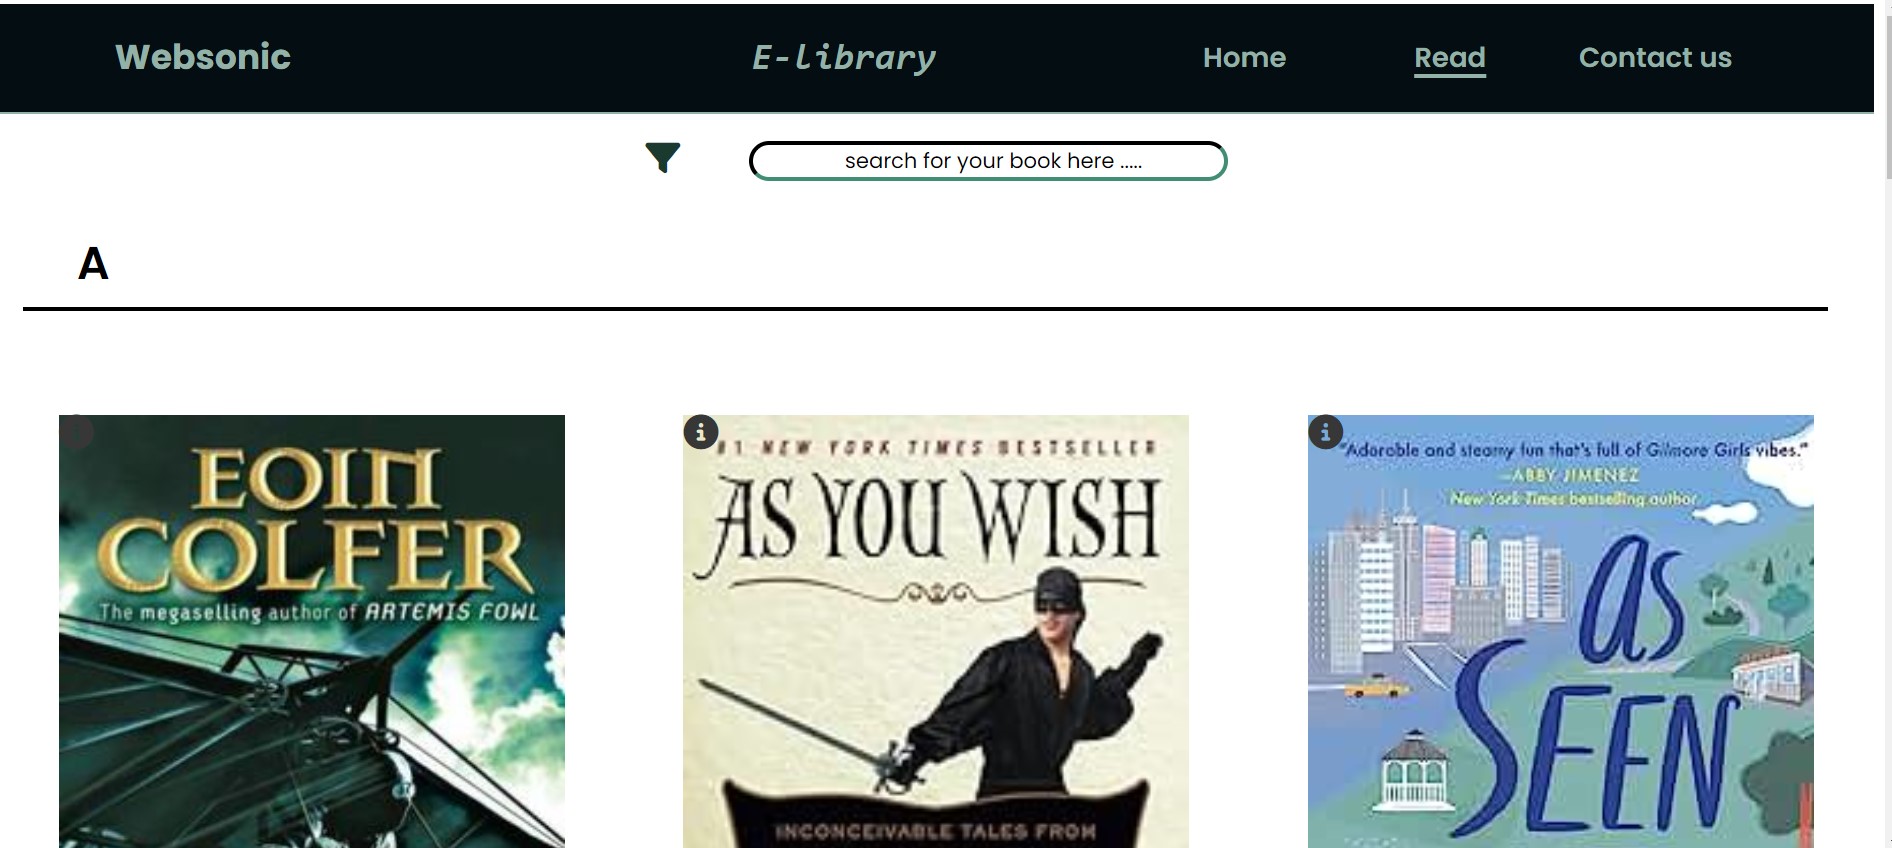 Websonic
E-library
Home
Read
Contact us
search for your book here .....
A
EOIN
COLFER
The megaselling author of ARTEMIS FOWL
#1 NEW YORK TIMES BESTSELLER
AS YOU WISH
INCONCEIVABLE TALES FROM
"Adorable and steamy fun that's full of Gilmore Girls vibes."
—ABBY JIMENEZ
New York Times bestselling author
as
SEEN